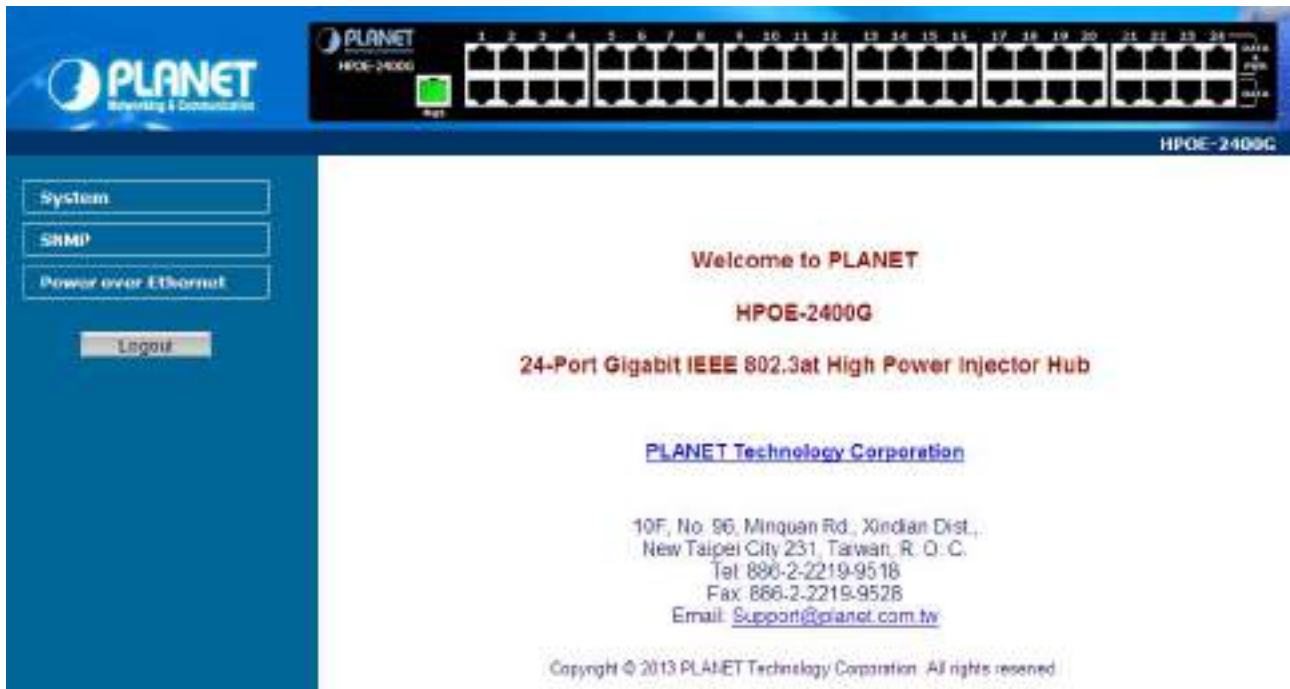 PLANET
Networking & Communication
PLANET
HPOE-2400G
1 2 3 4 5 6 7 8 9 10 11 12 13 14 15 16 17 18 19 20 21 22 23 24
DATA
+
PWR
DATA
HPOE-2400G
System
SNMP
Power over Ethernet
Logout
Welcome to PLANET
HPOE-2400G
24-Port Gigabit IEEE 802.3at High Power Injector Hub
PLANET Technology Corporation
10F, No. 96, Minquan Rd., Xindian Dist.,
New Taipei City 231, Taiwan, R. O. C.
Tel: 886-2-2219-9518
Fax: 886-2-2219-9528
Email: Support@planet.com.tw
Copyright © 2013 PLANET Technology Corporation. All rights reserved.